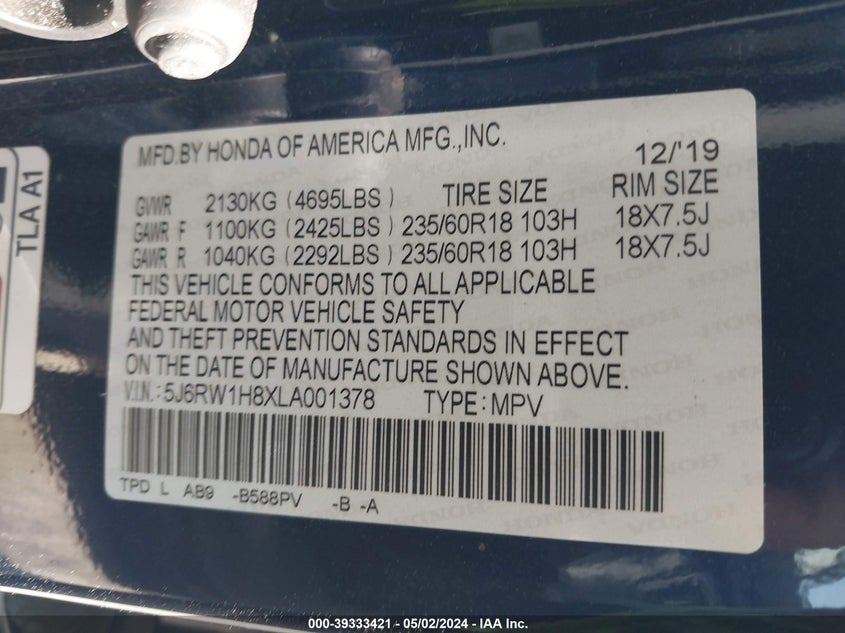 MFD.BY HONDA OF AMERICA MFG.,INC. 12/'19
GVWR 2130KG (4695LBS) TIRE SIZE RIM SIZE
GAWR F 1100KG (2425LBS) 235/60R18 103H 18X7.5J
GAWR R 1040KG (2292LBS) 235/60R18 103H 18X7.5J
THIS VEHICLE CONFORMS TO ALL APPLICABLE
FEDERAL MOTOR VEHICLE SAFETY
AND THEFT PREVENTION STANDARDS IN EFFECT
ON THE DATE OF MANUFACTURE SHOWN ABOVE.
V.I.N.:5J6RW1H8XLA001378 TYPE:MPV
TPD L AB9 -B588PV -B -A
TLA A1
000-39333421 - 05/02/2024 - IAA Inc.